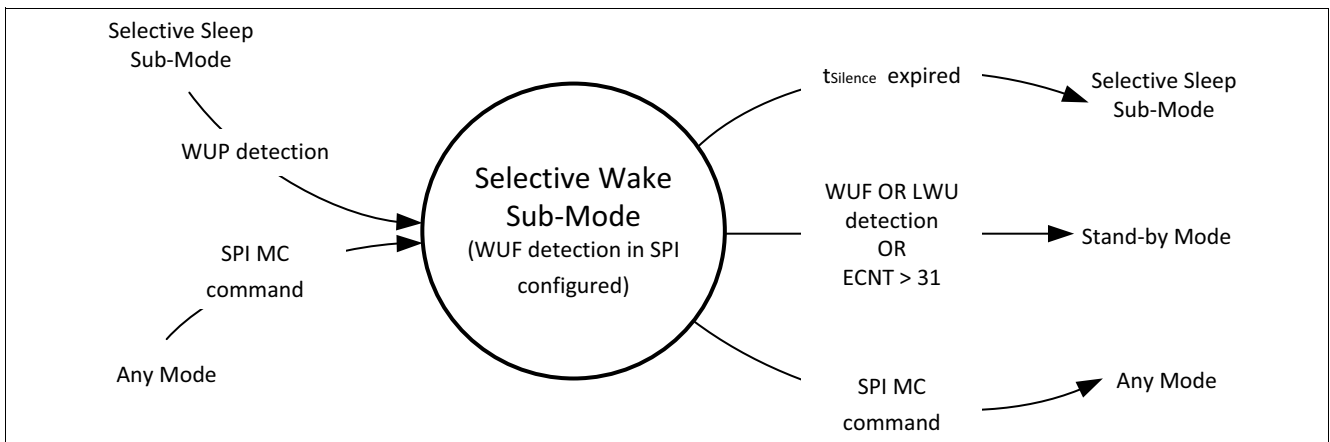 Selective Sleep
Sub-Mode
WUP detection
SPI MC
command
Any Mode
Selective Wake
Sub-Mode
(WUF detection in SPI
configured)
tSilence expired
Selective Sleep
Sub-Mode
WUF OR LWU
detection
OR
ECNT > 31
Stand-by Mode
SPI MC
command
Any Mode